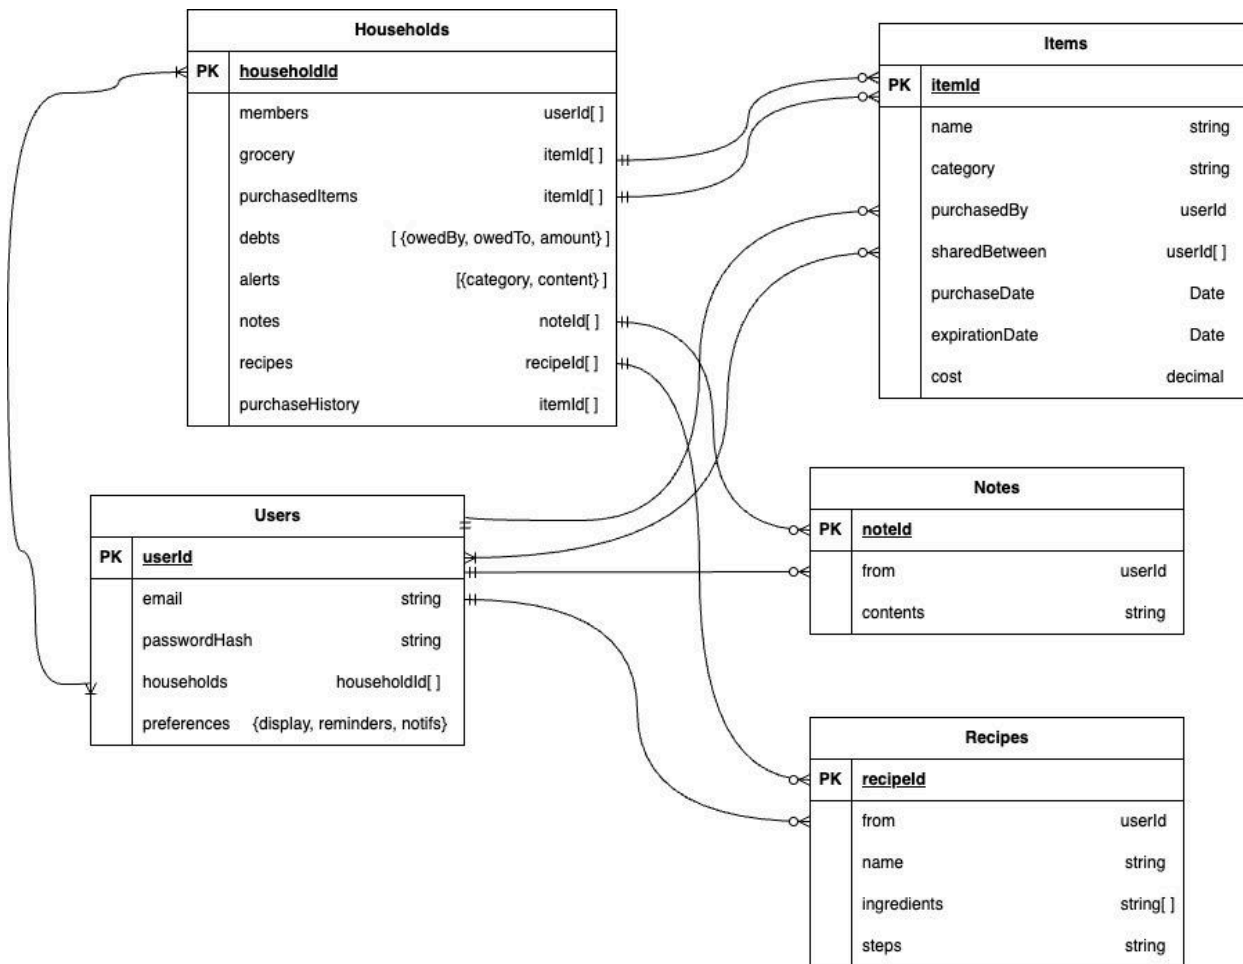 Households
PK householdId
members userId[ ]
grocery itemId[ ]
purchasedItems itemId[ ]
debts [ {owedBy, owedTo, amount} ]
alerts [{category, content} ]
notes noteId[ ]
recipes recipeId[ ]
purchaseHistory itemId[ ]
Items
PK itemId
name string
category string
purchasedBy userId
sharedBetween userId[ ]
purchaseDate Date
expirationDate Date
cost decimal
Users
PK userId
email string
passwordHash string
households householdId[ ]
preferences {display, reminders, notifs}
Notes
PK noteId
from userId
contents string
Recipes
PK recipeId
from userId
name string
ingredients string[ ]
steps string